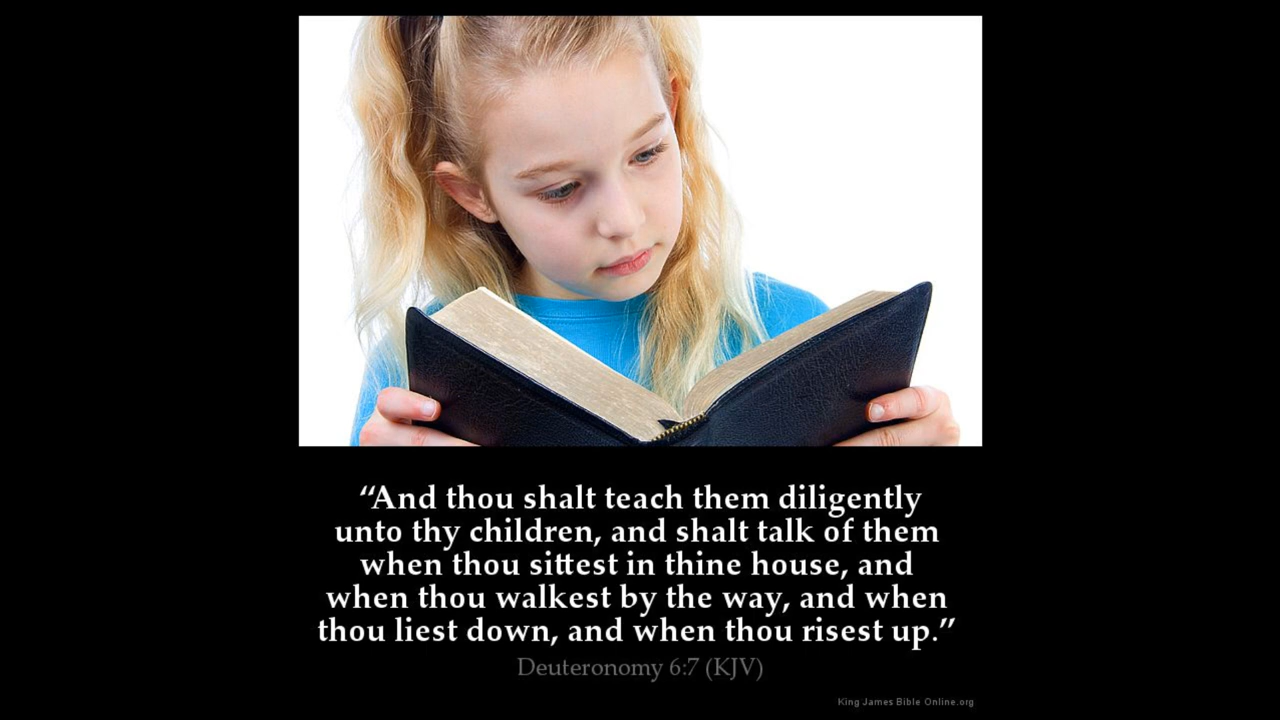 “And thou shalt teach them diligently
unto thy children, and shalt talk of them
when thou sittest in thine house, and
when thou walkest by the way, and when
thou liest down, and when thou risest up.”
Deuteronomy 6:7 (KJV)
King James Bible Online.org